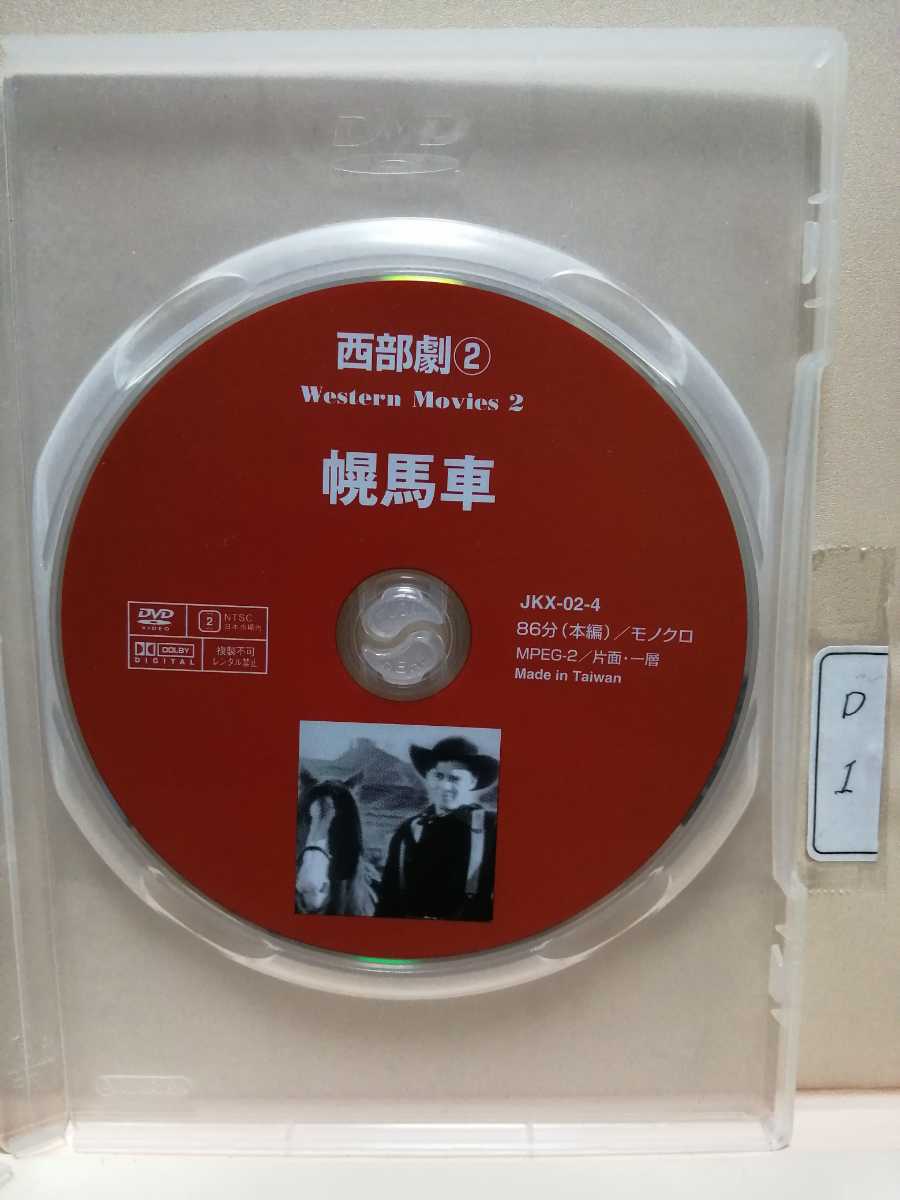 DVD
西部劇②
Western Movies 2
幌馬車
DVD
VIDEO
2
NTSC
日本市場向
DOLBY
DIGITAL
複製不可
レンタル禁止
JKX-02-4
86分(本編)/モノクロ
MPEG-2/片面・一層
Made in Taiwan
D
1